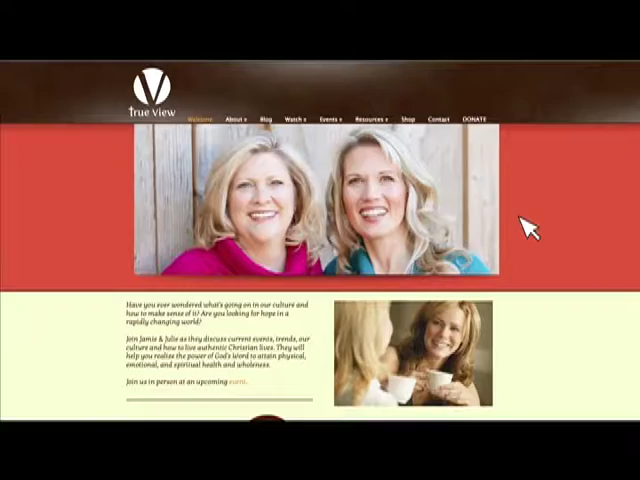 True View
Welcome About » Blog Watch » Events » Resources » Shop Contact DONATE
Have you ever wondered what's going on in our culture and
how to make sense of it? Are you looking for hope in a
rapidly changing world?
Join Jamie & Julie as they discuss current events, trends, our
culture and how to live authentic Christian lives. They will
help you realize the power of God's Word to attain physical,
emotional, and spiritual health and wholeness.
Join us in person at an upcoming event.